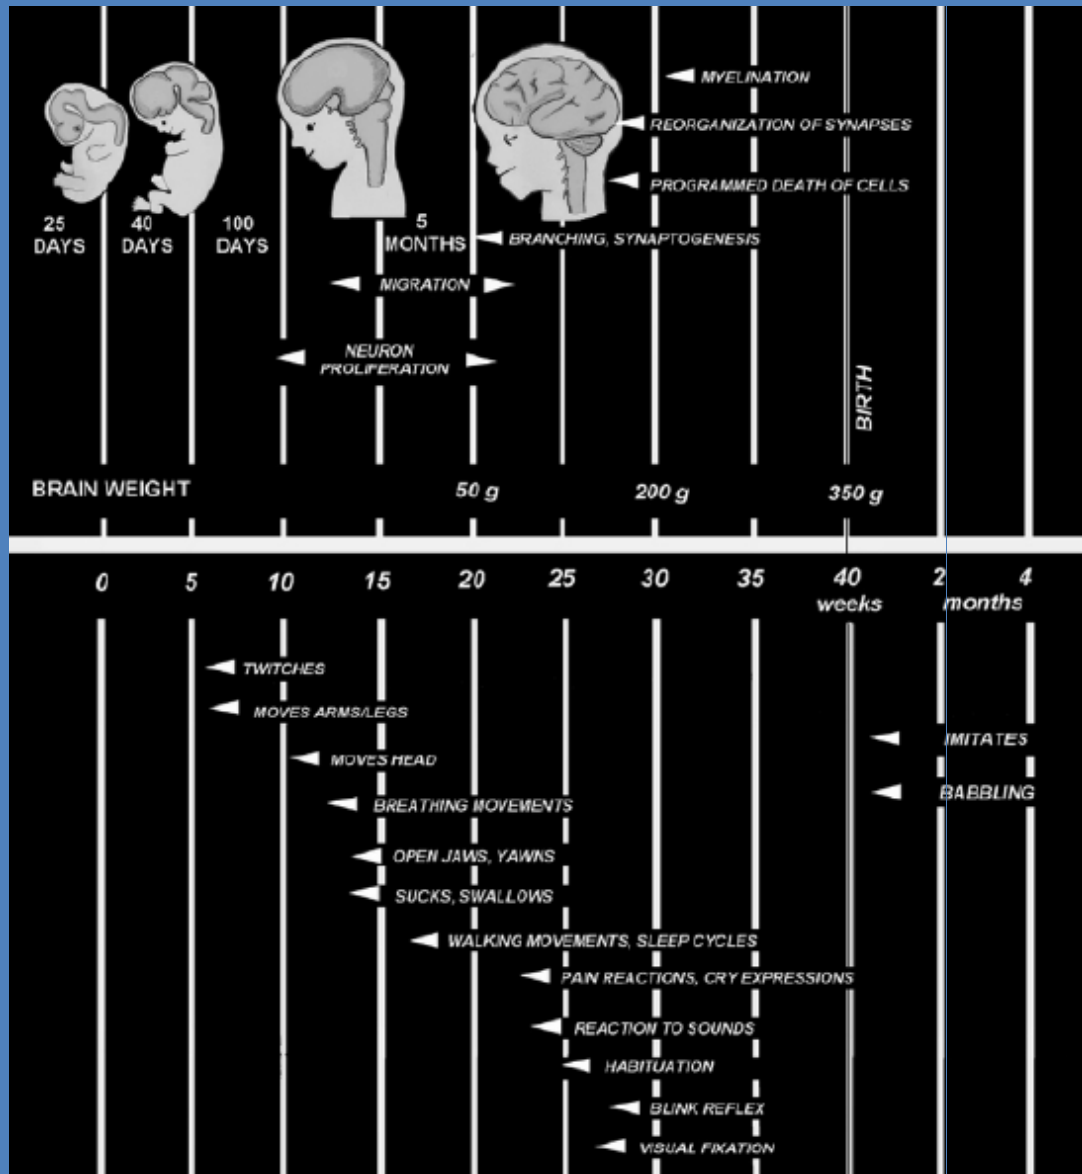 MYELINATION
REORGANIZATION OF SYNAPSES
PROGRAMMED DEATH OF CELLS
25 DAYS
40 DAYS
100 DAYS
5 MONTHS
BRANCHING, SYNAPTOGENESIS
MIGRATION
NEURON
PROLIFERATION
BIRTH
BRAIN WEIGHT 50 g 200 g 350 g
0 5 10 15 20 25 30 35 40 2 4
weeks months
TWITCHES
MOVES ARMS/LEGS
IMITATES
MOVES HEAD
BABBLING
BREATHING MOVEMENTS
OPEN JAWS, YAWNS
SUCKS, SWALLOWS
WALKING MOVEMENTS, SLEEP CYCLES
PAIN REACTIONS, CRY EXPRESSIONS
REACTION TO SOUNDS
HABITUATION
BLINK REFLEX
VISUAL FIXATION